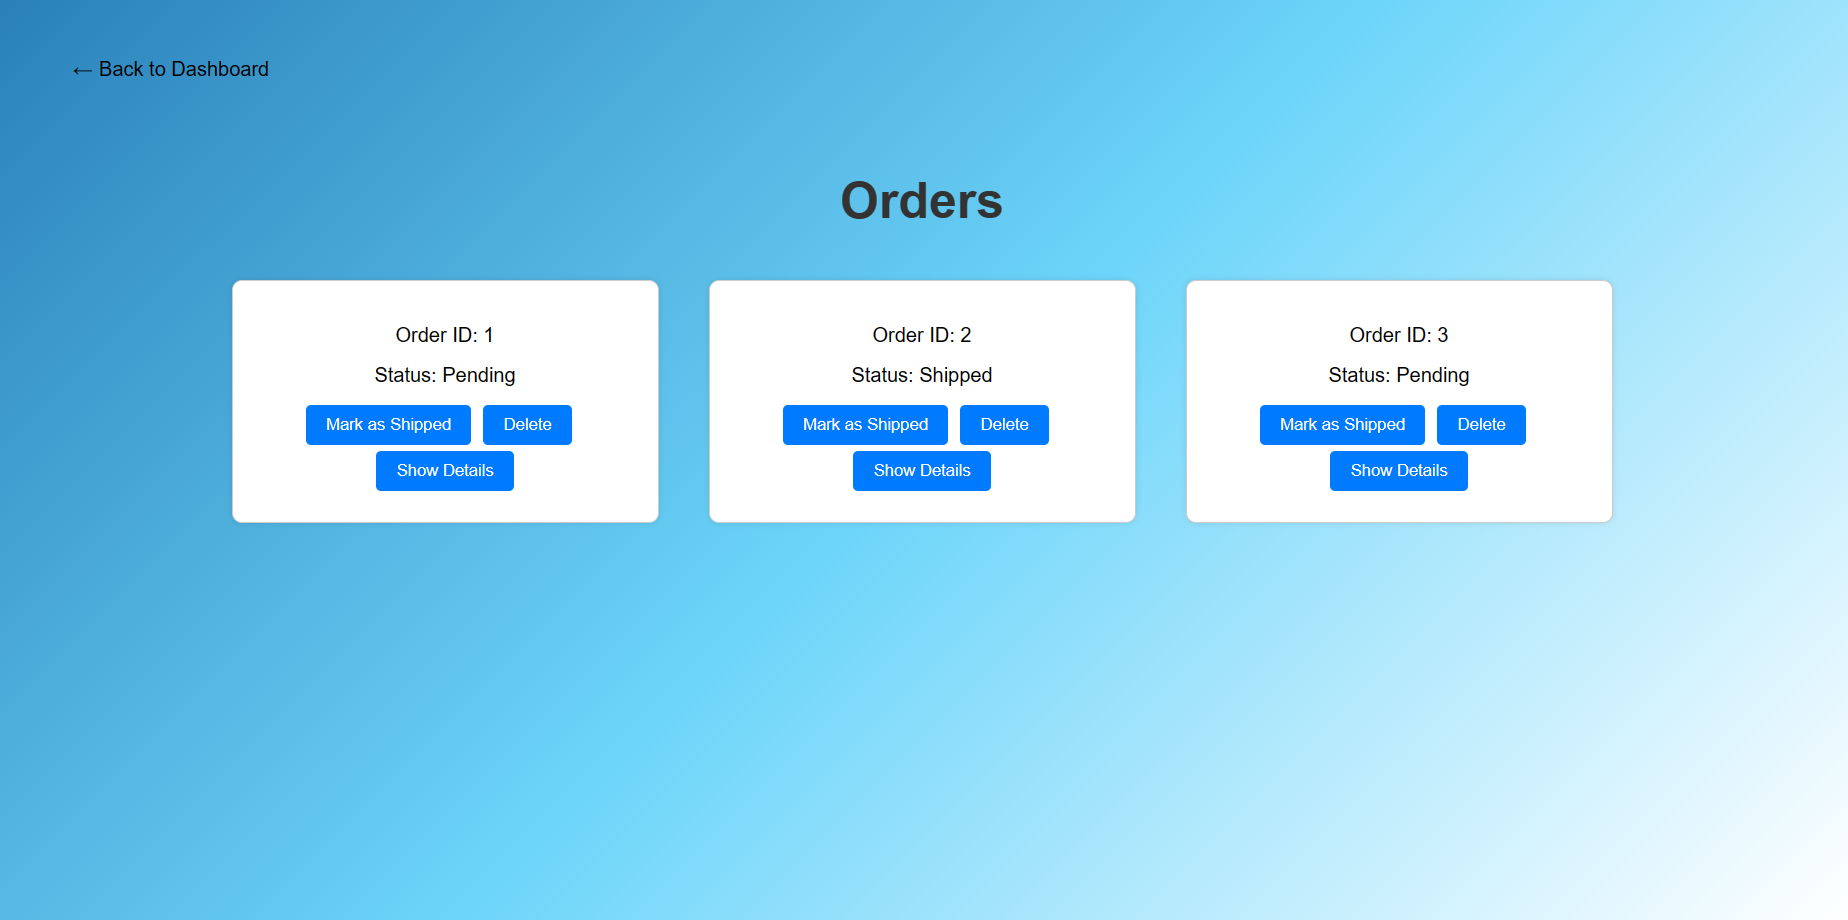 ← Back to Dashboard
Orders
Order ID: 1
Status: Pending
Mark as Shipped Delete
Show Details
Order ID: 2
Status: Shipped
Mark as Shipped Delete
Show Details
Order ID: 3
Status: Pending
Mark as Shipped Delete
Show Details